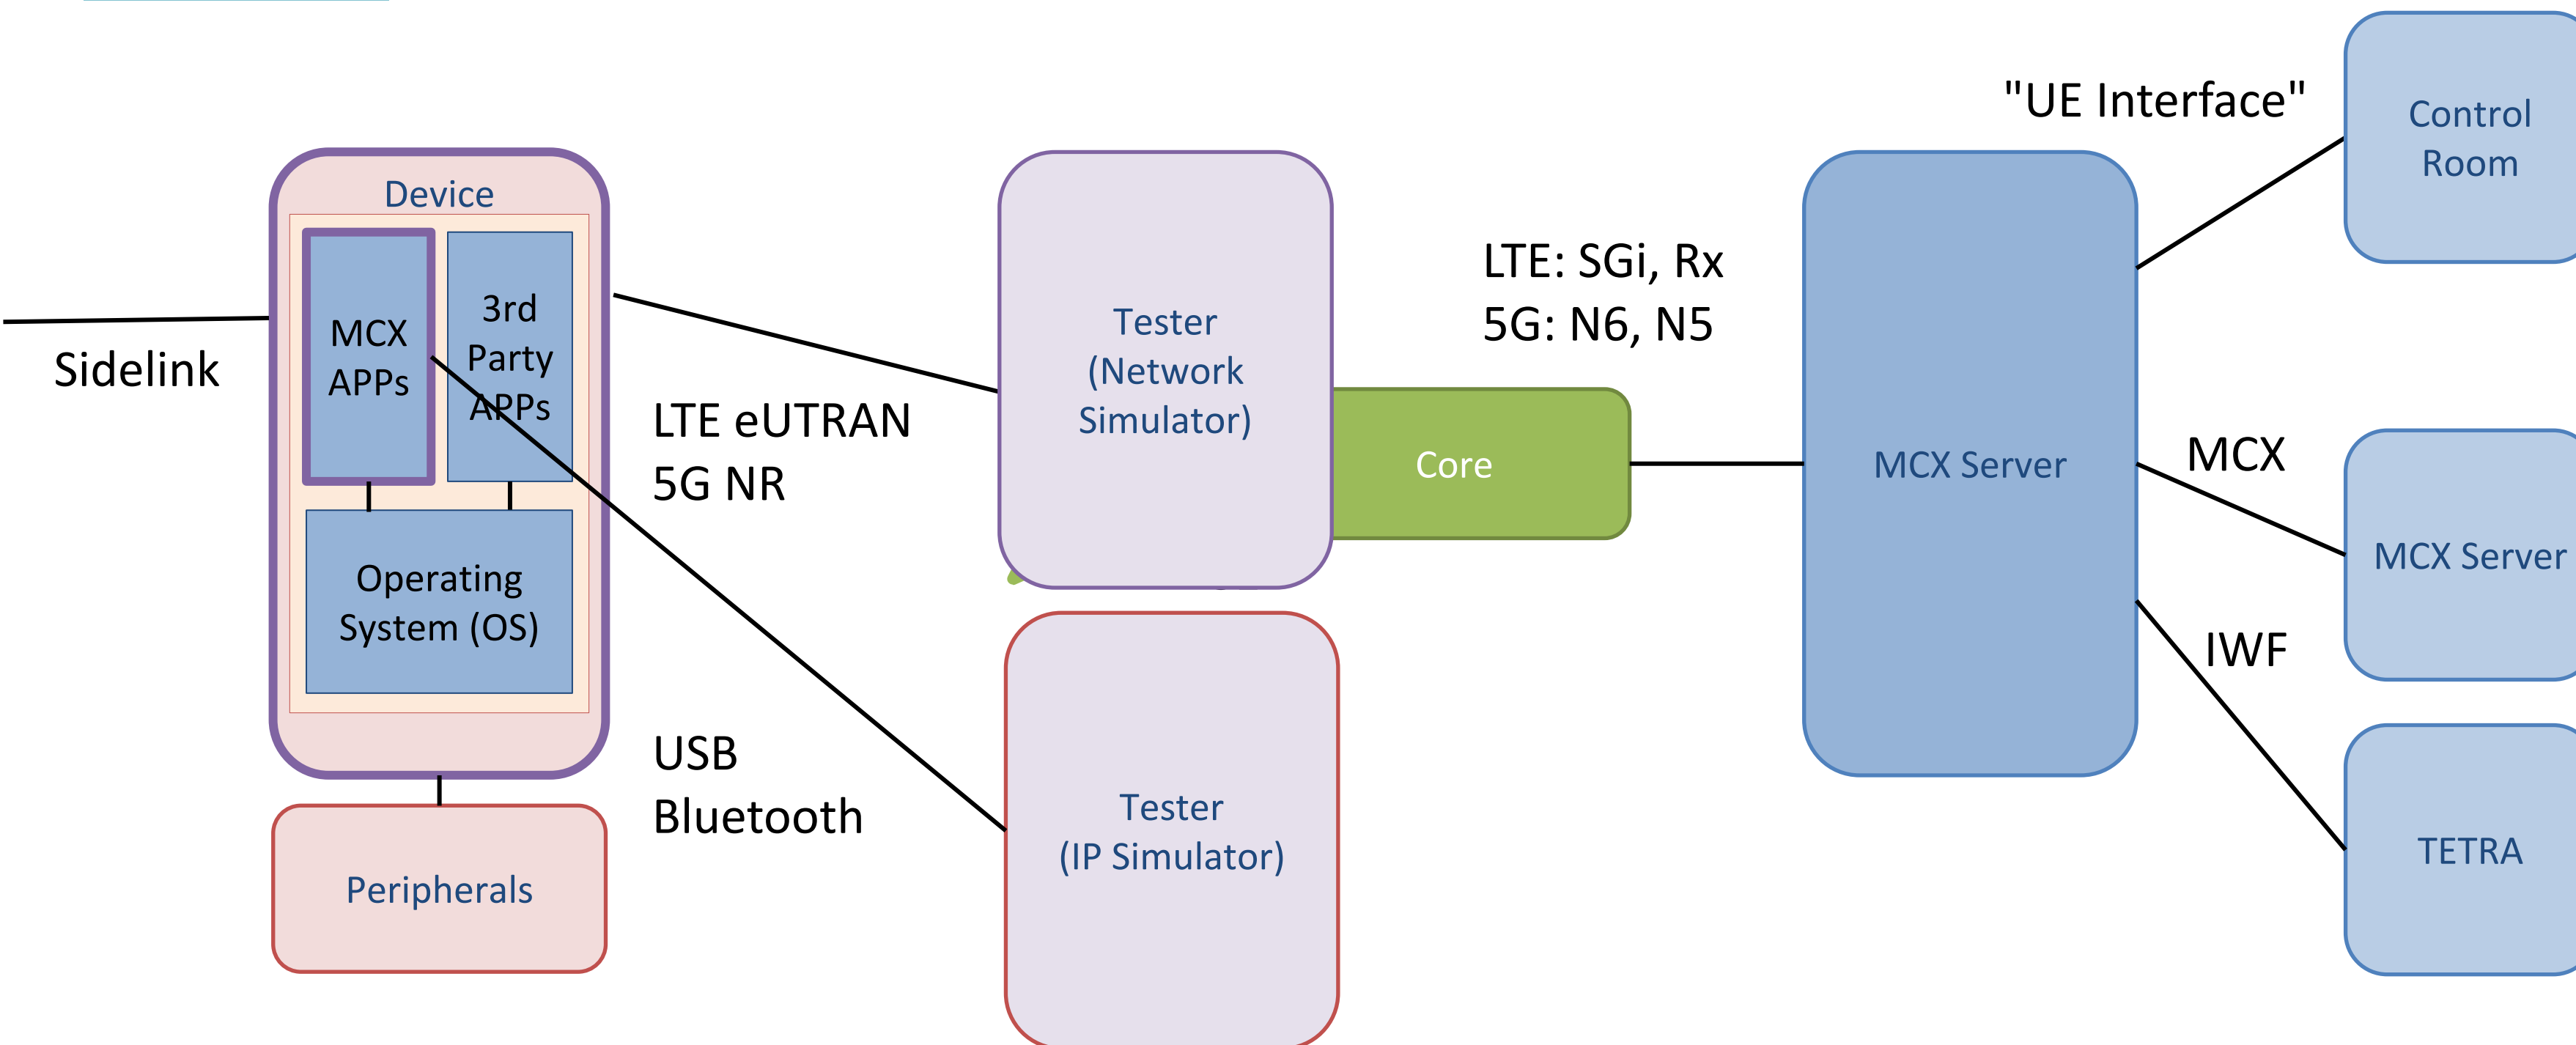 "UE Interface"
Control
Room
Device
MCX
APPs
3rd
Party
APPs
Sidelink
Operating
System (OS)
Peripherals
LTE eUTRAN
5G NR
USB
Bluetooth
Tester
(Network
Simulator)
Tester
(IP Simulator)
LTE: SGi, Rx
5G: N6, N5
Core
MCX Server
MCX
MCX Server
IWF
TETRA